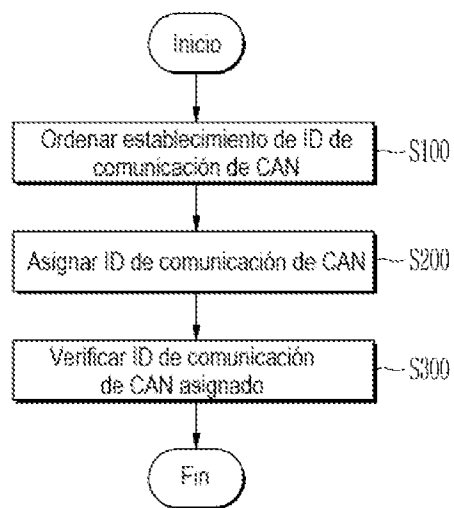 Inicio
Ordenar establecimiento de ID de
comunicación de CAN
S100
Asignar ID de comunicación de CAN
S200
Verificar ID de comunicación
de CAN asignado
S300
Fin